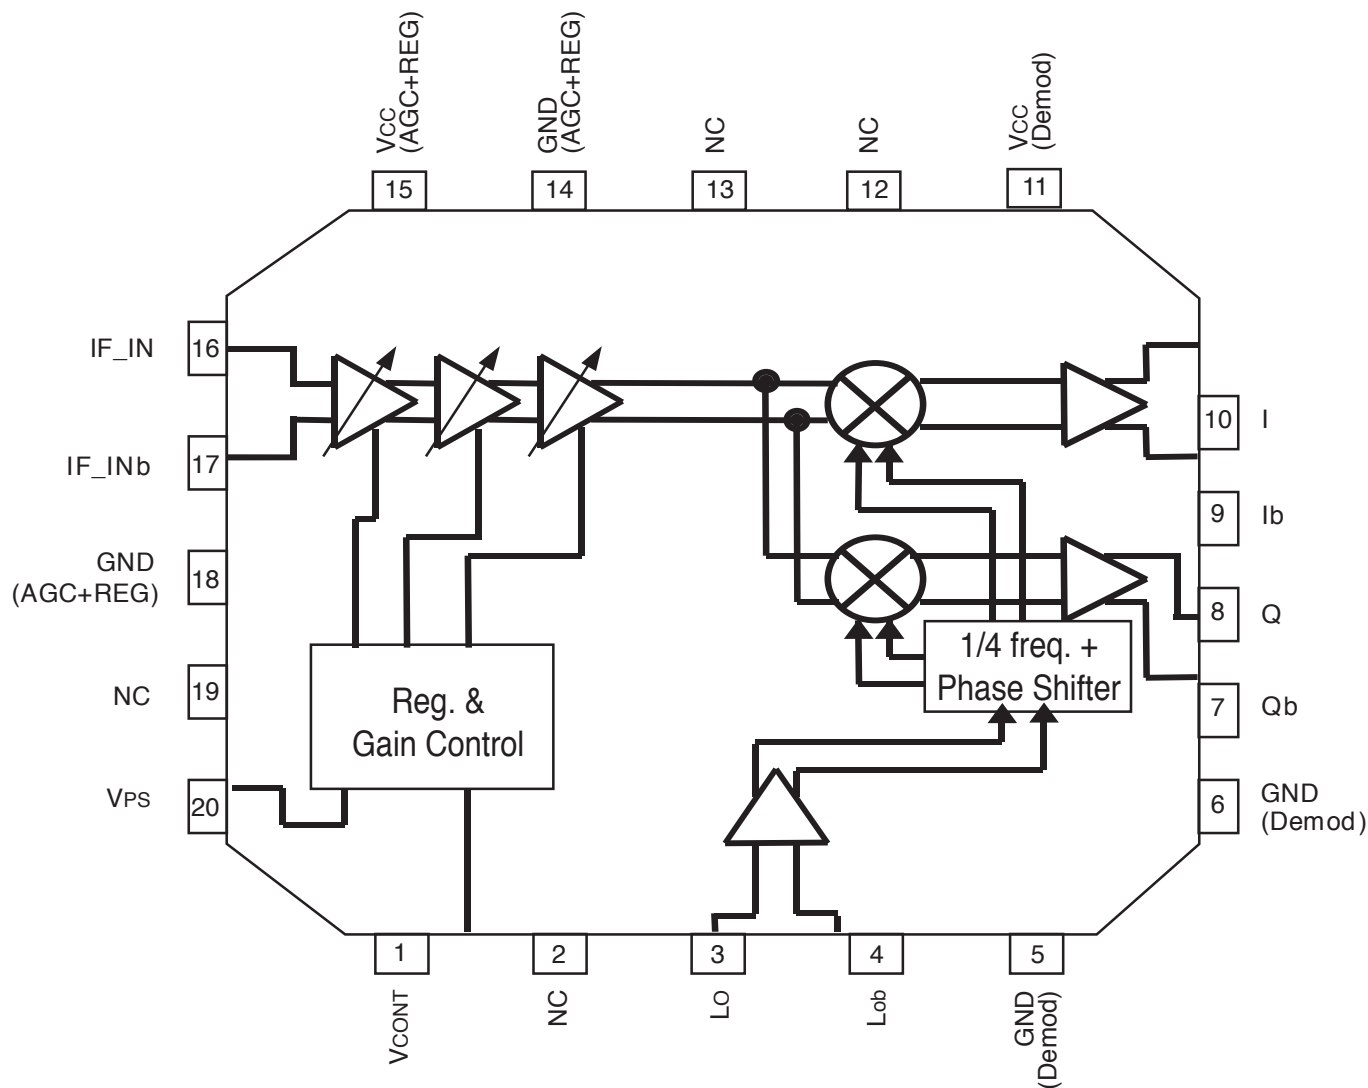 VCC
(AGC+REG)
GND
(AGC+REG)
NC
NC
VCC
(Demod)
15
14
13
12
11
IF_IN
16
IF_INb
17
GND
(AGC+REG)
18
NC
19
VPS
20
10
I
9
Ib
8
Q
7
Qb
6
GND
(Demod)
1/4 freq. +
Phase Shifter
Reg. &
Gain Control
1
2
3
4
5
VCONT
NC
LO
Lob
GND
(Demod)